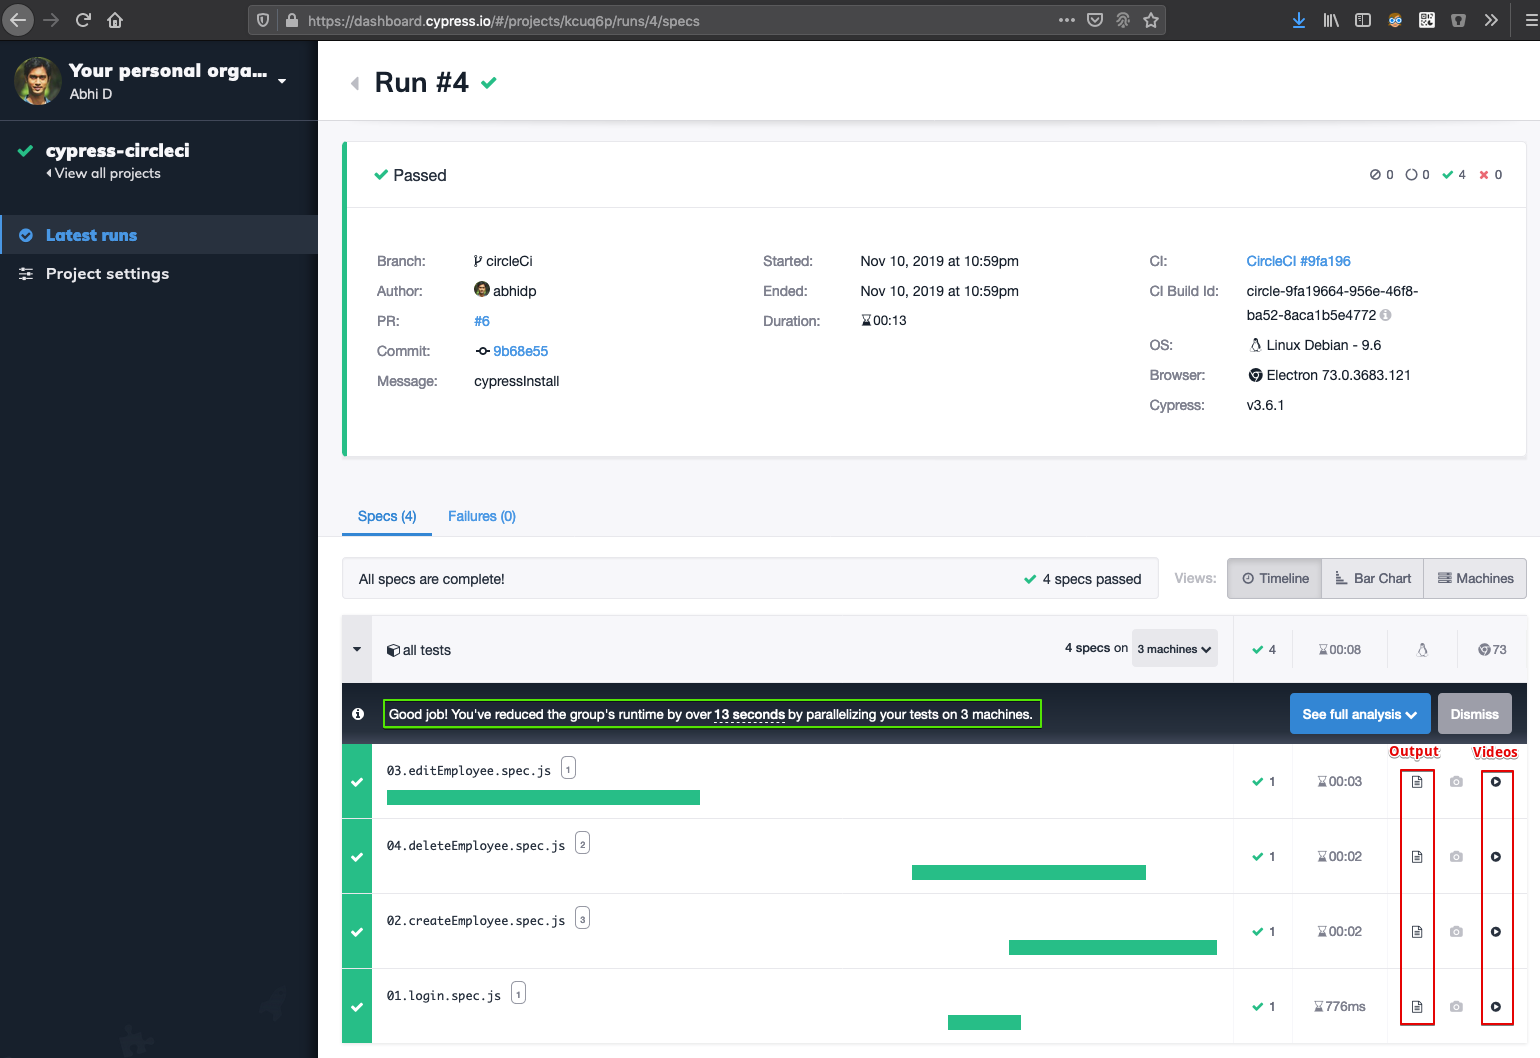 https://dashboard.cypress.io/#/projects/kcuq6p/runs/4/specs
Your personal orga...
Abhi D
cypress-circleci
View all projects
Latest runs
Project settings
Run #4
Passed
0 0 4 0
Branch: circleCi
Author: abhidp
PR: #6
Commit: 9b68e55
Message: cypressInstall
Started: Nov 10, 2019 at 10:59pm
Ended: Nov 10, 2019 at 10:59pm
Duration: 00:13
CI: CircleCI #9fa196
CI Build Id: circle-9fa19664-956e-46f8-
ba52-8aca1b5e4772
OS: Linux Debian - 9.6
Browser: Electron 73.0.3683.121
Cypress: v3.6.1
Specs (4) Failures (0)
All specs are complete! 4 specs passed Views: Timeline Bar Chart Machines
all tests 4 specs on 3 machines 4 00:08 73
Good job! You've reduced the group's runtime by over 13 seconds by parallelizing your tests on 3 machines. See full analysis Dismiss
Output Videos
03.editEmployee.spec.js 1 1 00:03
04.deleteEmployee.spec.js 2 1 00:02
02.createEmployee.spec.js 3 1 00:02
01.login.spec.js 1 1 776ms